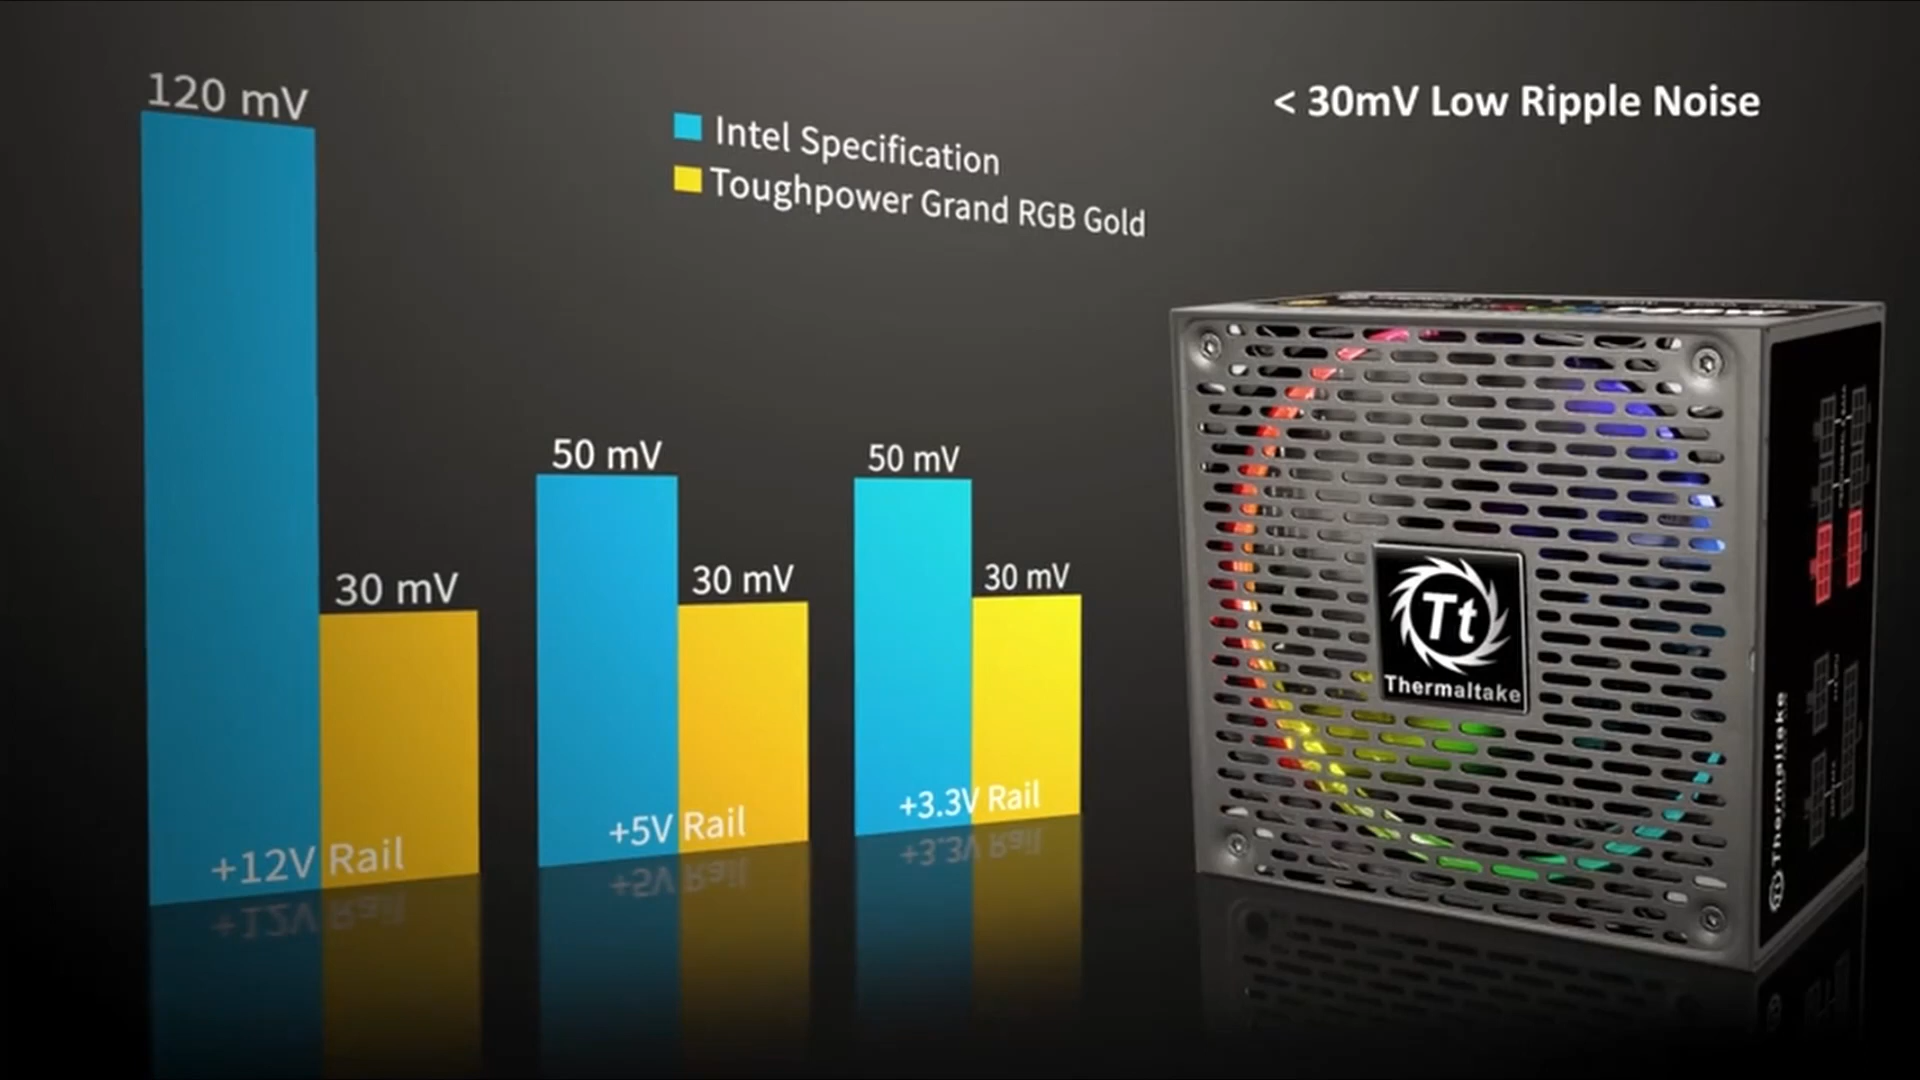 120 mV
Intel Specification
Toughpower Grand RGB Gold
< 30mV Low Ripple Noise
50 mV
50 mV
30 mV
30 mV
30 mV
+12V Rail
+5V Rail
+3.3V Rail
Tt
Thermaltake
Thermaltake